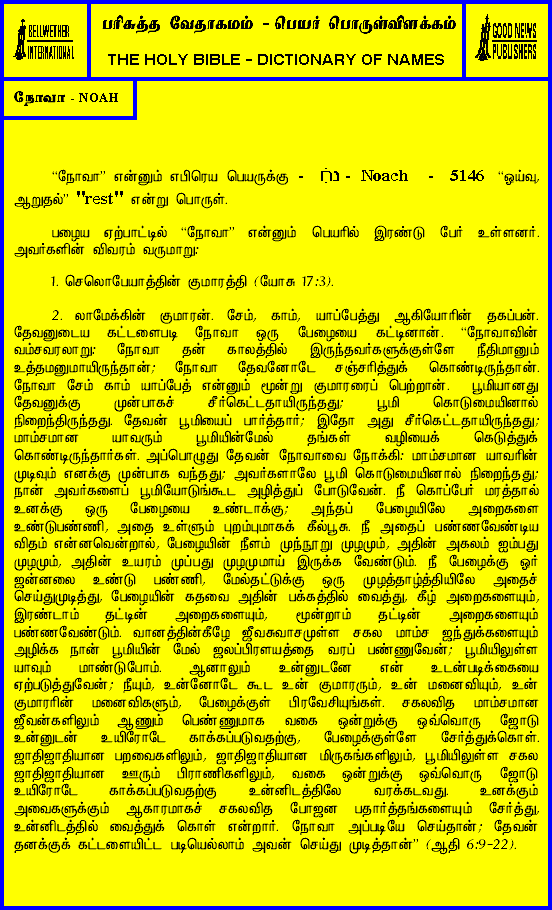 BELLWETHER
INTERNATIONAL
பரிசுத்த வேதாகமம் - பெயர் பொருள்விளக்கம்
THE HOLY BIBLE – DICTIONARY OF NAMES
GOOD NEWS
PUBLISHERS
நோவா - NOAH
“நோவா” என்னும் எபிரெய பெயருக்கு - נח - Noach - 5146 “ஓய்வு,
ஆறுதல்” "rest" என்று பொருள்.
பழைய ஏற்பாட்டில் “நோவா” என்னும் பெயரில் இரண்டு பேர் உள்ளனர்.
அவர்களின் விவரம் வருமாறு:
1. செலொபேயாத்தின் குமாரத்தி (யோசு 17:3).
2. லாமேக்கின் குமாரன். சேம், காம், யாப்பேத்து ஆகியோரின் தகப்பன்.
தேவனுடைய கட்டளைபடி நோவா ஒரு பேழையை கட்டினான். “நோவாவின்
வம்சவரலாறு: நோவா தன் காலத்தில் இருந்தவர்களுக்குள்ளே நீதிமானும்
உத்தமனுமாயிருந்தான்; நோவா தேவனோடே சஞ்சரித்துக் கொண்டிருந்தான்.
நோவா சேம் காம் யாப்பேத் என்னும் மூன்று குமாரரைப் பெற்றான். பூமியானது
தேவனுக்கு முன்பாகச் சீர்கெட்டதாயிருந்தது; பூமி கொடுமையினால்
நிறைந்திருந்தது. தேவன் பூமியைப் பார்த்தார்; இதோ அது சீர்கெட்டதாயிருந்தது;
மாம்சமான யாவரும் பூமியின்மேல் தங்கள் வழியைக் கெடுத்துக்
கொண்டிருந்தார்கள். அப்பொழுது தேவன் நோவாவை நோக்கி: மாம்சமான யாவரின்
முடிவும் எனக்கு முன்பாக வந்தது; அவர்களாலே பூமி கொடுமையினால் நிறைந்தது;
நான் அவர்களைப் பூமியோடுங்கூட அழித்துப் போடுவேன். நீ கொப்பேர் மரத்தால்
உனக்கு ஒரு பேழையை உண்டாக்கு; அந்தப் பேழையிலே அறைகளை
உண்டுபண்ணி, அதை உள்ளும் புறம்புமாகக் கீல்பூசு. நீ அதைப் பண்ணவேண்டிய
விதம் என்னவென்றால், பேழையின் நீளம் முந்நூறு முழமும், அதின் அகலம் ஐம்பது
முழமும், அதின் உயரம் முப்பது முழமுமாய் இருக்க வேண்டும். நீ பேழைக்கு ஓர்
ஜன்னலை உண்டு பண்ணி, மேல்தட்டுக்கு ஒரு முழத்தாழ்த்தியிலே அதைச்
செய்துமுடித்து, பேழையின் கதவை அதின் பக்கத்தில் வைத்து, கீழ் அறைகளையும்,
இரண்டாம் தட்டின் அறைகளையும், மூன்றாம் தட்டின் அறைகளையும்
பண்ணவேண்டும். வானத்தின்கீழே ஜீவசுவாசமுள்ள சகல மாம்ச ஜந்துக்களையும்
அழிக்க நான் பூமியின் மேல் ஜலப்பிரளயத்தை வரப் பண்ணுவேன்; பூமியிலுள்ள
யாவும் மாண்டுபோம். ஆனாலும் உன்னுடனே என் உடன்படிக்கையை
ஏற்படுத்துவேன்; நீயும், உன்னோடே கூட உன் குமாரரும், உன் மனைவியும், உன்
குமாரரின் மனைவிகளும், பேழைக்குள் பிரவேசியுங்கள். சகலவித மாம்சமான
ஜீவன்களிலும் ஆணும் பெண்ணுமாக வகை ஒன்றுக்கு ஒவ்வொரு ஜோடு
உன்னுடன் உயிரோடே காக்கப்படுவதற்கு, பேழைக்குள்ளே சேர்த்துக்கொள்.
ஜாதிஜாதியான பறவைகளிலும், ஜாதிஜாதியான மிருகங்களிலும், பூமியிலுள்ள சகல
ஜாதிஜாதியான ஊரும் பிராணிகளிலும், வகை ஒன்றுக்கு ஒவ்வொரு ஜோடு
உயிரோடே காக்கப்படுவதற்கு உன்னிடத்திலே வரக்கடவது. உனக்கும்
அவைகளுக்கும் ஆகாரமாகச் சகலவித போஜன பதார்த்தங்களையும் சேர்த்து,
உன்னிடத்தில் வைத்துக் கொள் என்றார். நோவா அப்படியே செய்தான்; தேவன்
தனக்குக் கட்டளையிட்ட படியெல்லாம் அவன் செய்து முடித்தான்” (ஆதி 6:9-22).